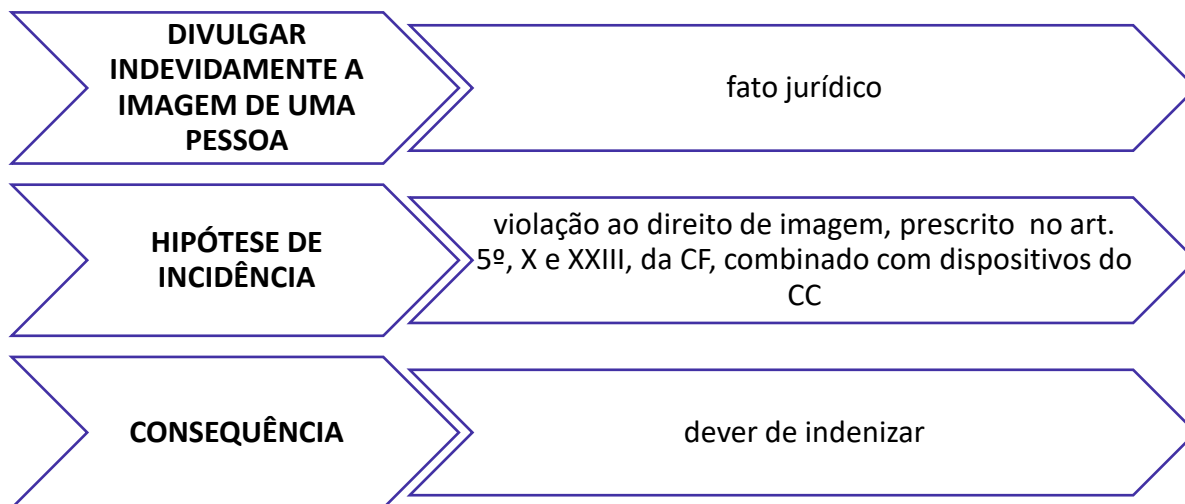 DIVULGAR
INDEVIDAMENTE A
IMAGEM DE UMA
PESSOA
fato jurídico
HIPÓTESE DE
INCIDÊNCIA
violação ao direito de imagem, prescrito no art.
5º, X e XXIII, da CF, combinado com dispositivos do
CC
CONSEQUÊNCIA
dever de indenizar